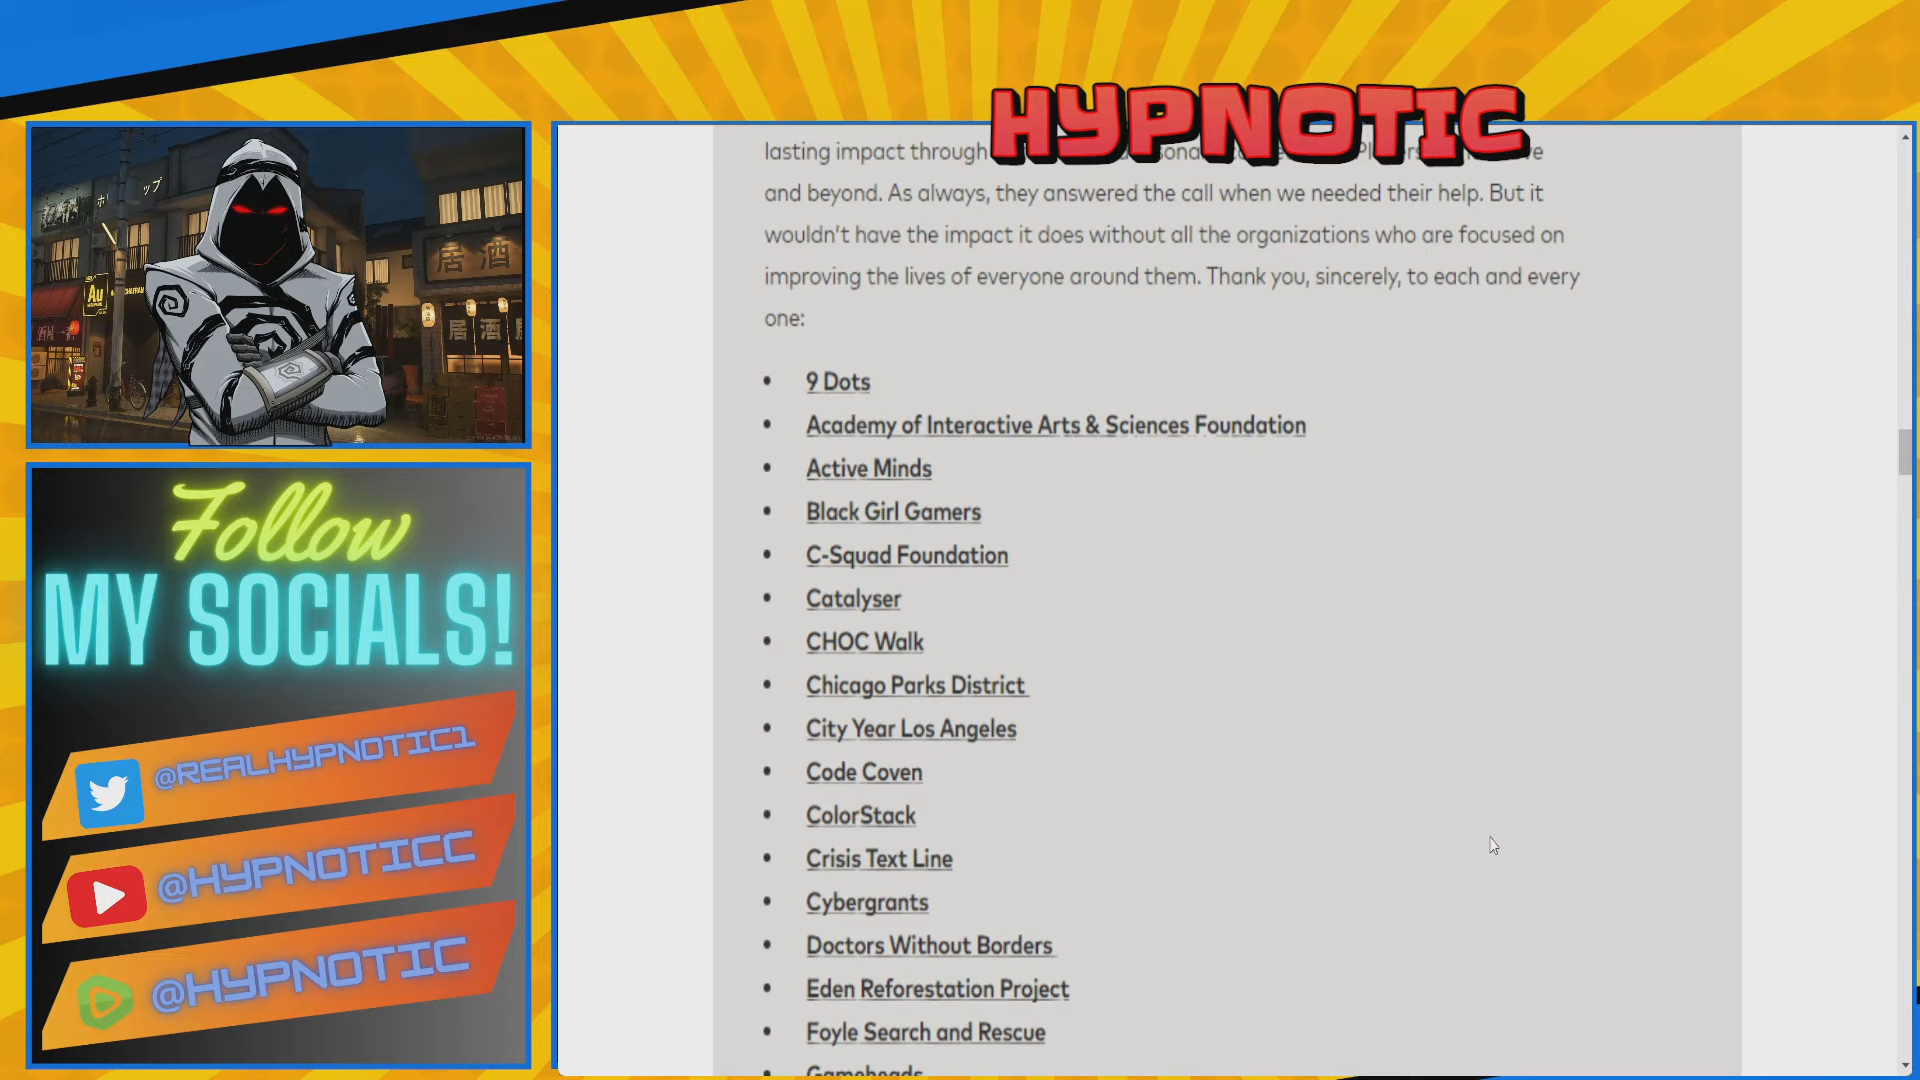 HYPNOTIC
lasting impact through
and beyond. As always, they answered the call when we needed their help. But it
wouldn't have the impact it does without all the organizations who are focused on
improving the lives of everyone around them. Thank you, sincerely, to each and every
one:
• 9 Dots
• Academy of Interactive Arts & Sciences Foundation
• Active Minds
• Black Girl Gamers
• C-Squad Foundation
• Catalyser
• CHOC Walk
• Chicago Parks District
• City Year Los Angeles
• Code Coven
• ColorStack
• Crisis Text Line
• Cybergrants
• Doctors Without Borders
• Eden Reforestation Project
• Foyle Search and Rescue
• Gameheads
ップ
ホ
Au
居酒
居酒屋
Follow
MY SOCIALS!
@REALHYPNOTIC1
@HYPNOTICC
@HYPNOTIC